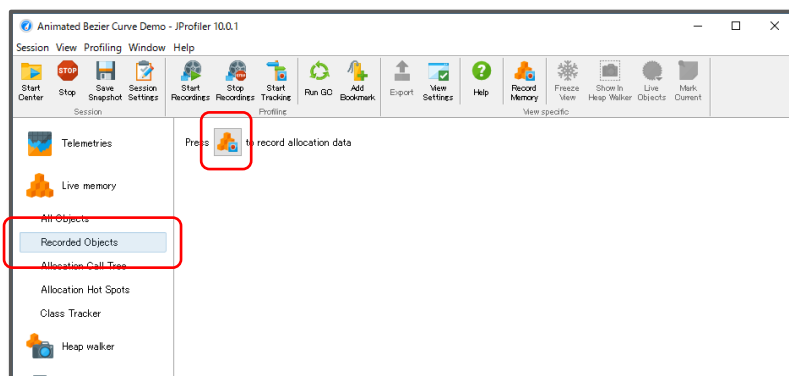 Animated Bezier Curve Demo - JProfiler 10.0.1
Session View Profiling Window Help
Start Center
STOP Stop
Save Snapshot
Session Settings
Start Recordings
Stop Recordings
Start Tracking
Run GC
Add Bookmark
Export
View Settings
? Help
Record Memory
Freeze View
Show In Heap Walker
Live Objects
Mark Current
Session
Profiling
View specific
Telemetries
Press to record allocation data
Live memory
All Objects
Recorded Objects
Allocation Call Tree
Allocation Hot Spots
Class Tracker
Heap walker